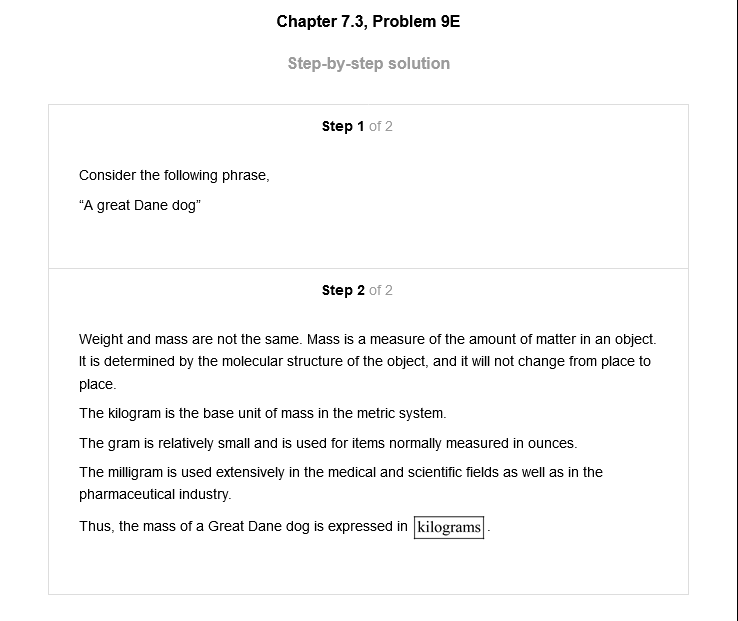 Chapter 7.3, Problem 9E
Step-by-step solution
Step 1 of 2
Consider the following phrase,
“A great Dane dog”
Step 2 of 2
Weight and mass are not the same. Mass is a measure of the amount of matter in an object.
It is determined by the molecular structure of the object, and it will not change from place to
place.
The kilogram is the base unit of mass in the metric system.
The gram is relatively small and is used for items normally measured in ounces.
The milligram is used extensively in the medical and scientific fields as well as in the
pharmaceutical industry.
Thus, the mass of a Great Dane dog is expressed in kilograms.